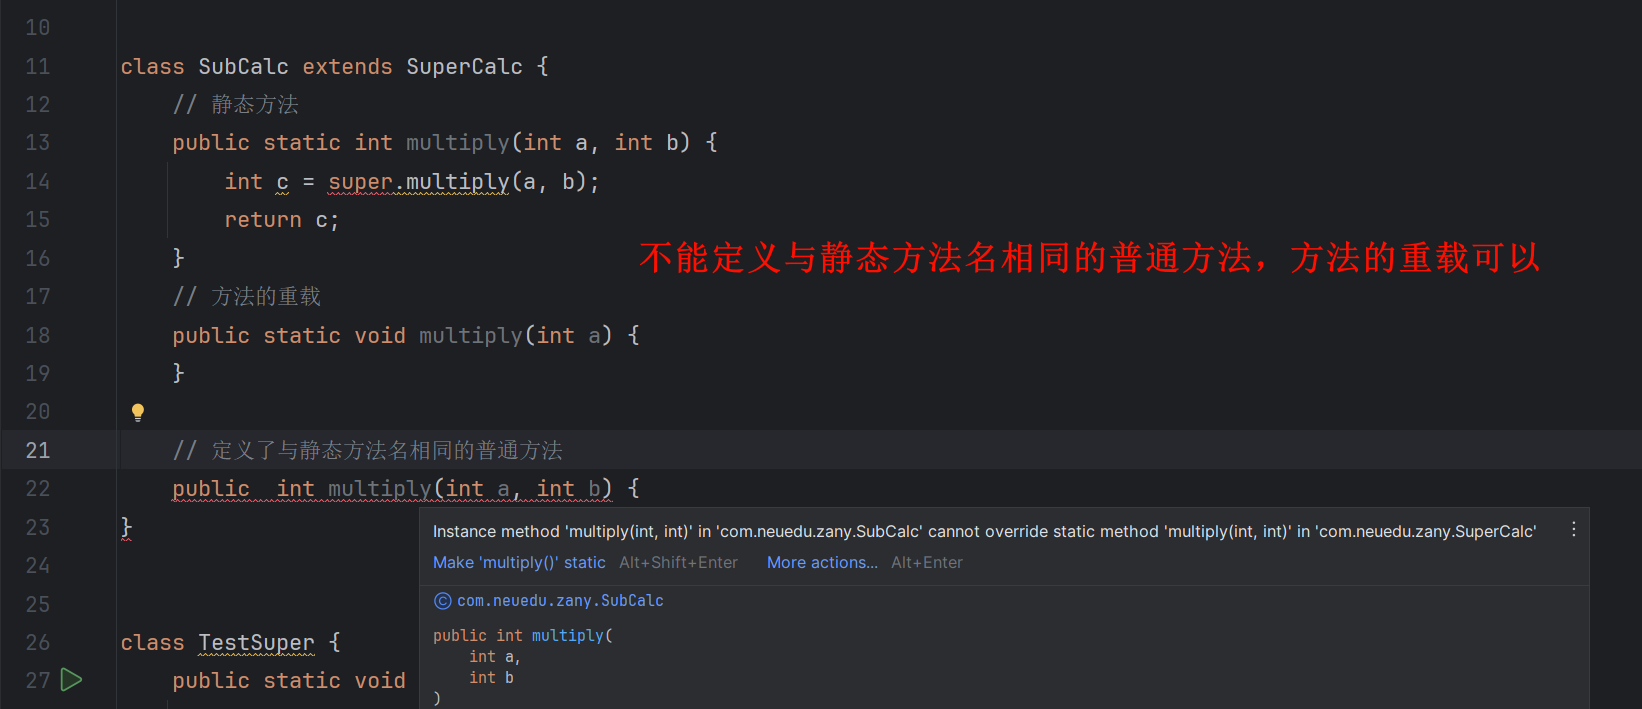 10
11 class SubCalc extends SuperCalc {
12 // 静态方法
13 public static int multiply(int a, int b) {
14 int c = super.multiply(a, b);
15 return c;
16 }
不能定义与静态方法名相同的普通方法，方法的重载可以
17 // 方法的重载
18 public static void multiply(int a) {
19 }
20
21 // 定义了与静态方法名相同的普通方法
22 public  int multiply(int a, int b) {
23 }
Instance method 'multiply(int, int)' in 'com.neuedu.zany.SubCalc' cannot override static method 'multiply(int, int)' in 'com.neuedu.zany.SuperCalc'
Make 'multiply()' static Alt+Shift+Enter More actions... Alt+Enter
24
25
© com.neuedu.zany.SubCalc
public int multiply(
26 class TestSuper {
int a,
int b
27 public static void
)